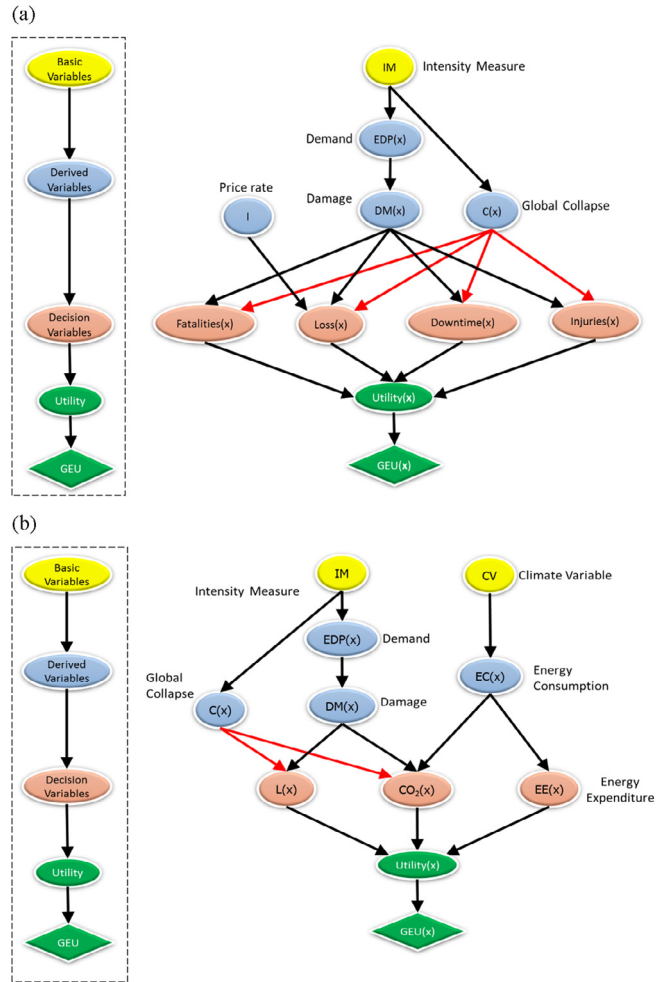 (a)
Basic
Variables
IM
Intensity Measure
Demand
EDP(x)
Derived
Variables
Price rate
Damage
I
DM(x)
C(x)
Global Collapse
Decision
Variables
Fatalities(x)
Loss(x)
Downtime(x)
Injuries(x)
Utility
Utility(x)
GEU
GEU(x)
(b)
Basic
Variables
IM
CV
Climate Variable
Intensity Measure
EDP(x)
Demand
Derived
Variables
Global
Collapse
EC(x)
Energy
Consumption
C(x)
DM(x)
Damage
Decision
Variables
L(x)
CO₂(x)
EE(x)
Energy
Expenditure
Utility
Utility(x)
GEU
GEU(x)